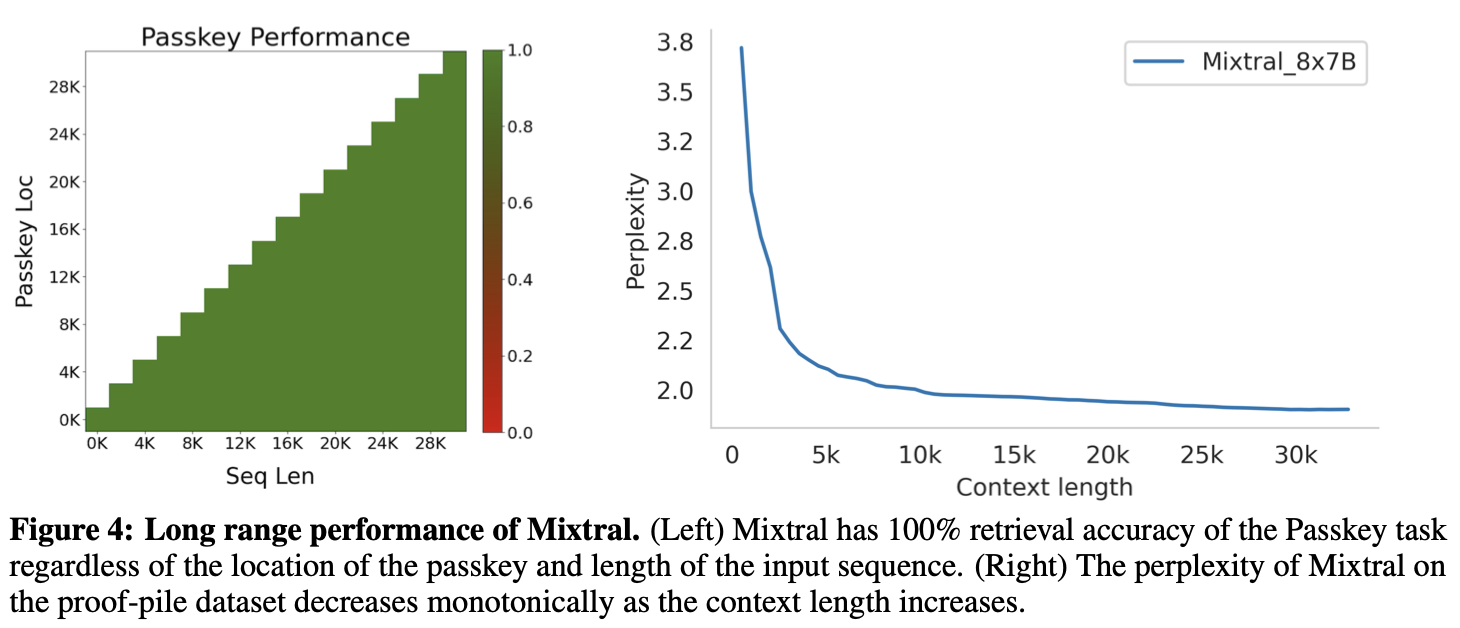 Passkey Performance
Passkey Loc
28K
24K
20K
16K
12K
8K
4K
0K
0K 4K 8K 12K 16K 20K 24K 28K
Seq Len
1.0
0.8
0.6
0.4
0.2
0.0
Perplexity
3.8
3.5
3.2
3.0
2.8
2.5
2.2
2.0
Mixtral_8x7B
0 5k 10k 15k 20k 25k 30k
Context length
Figure 4: Long range performance of Mixtral. (Left) Mixtral has 100% retrieval accuracy of the Passkey task
regardless of the location of the passkey and length of the input sequence. (Right) The perplexity of Mixtral on
the proof-pile dataset decreases monotonically as the context length increases.